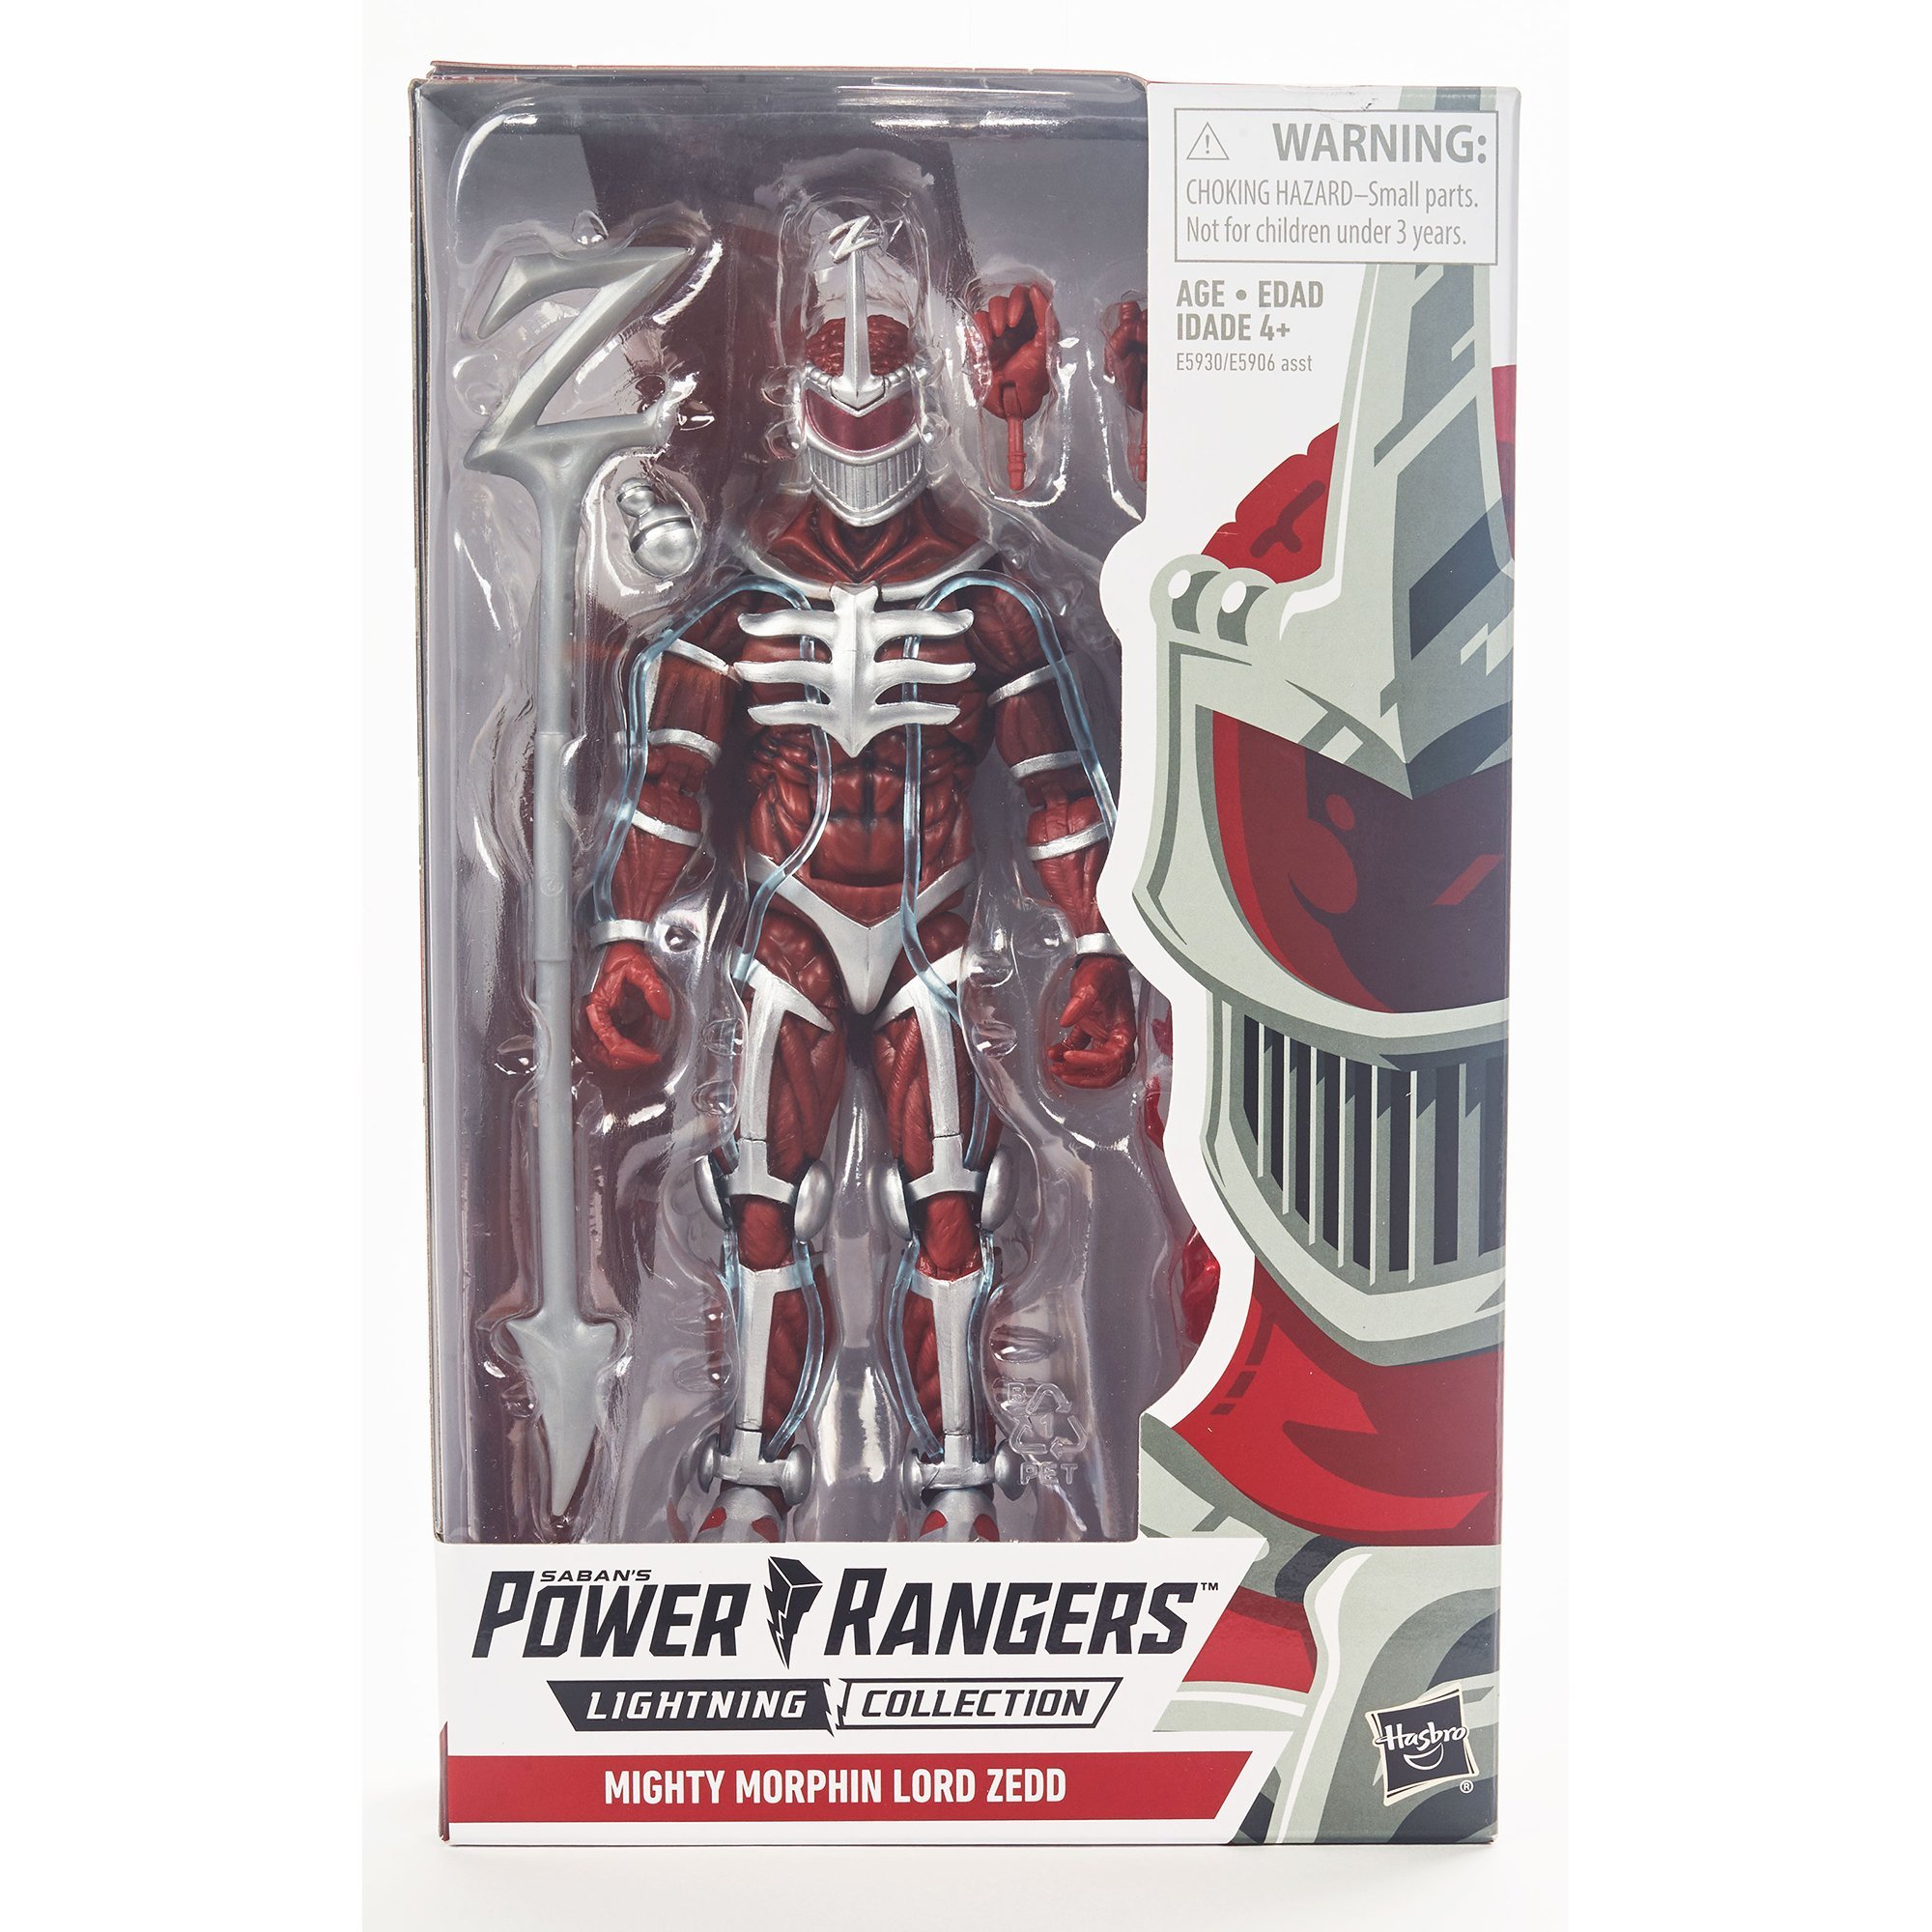 WARNING:
CHOKING HAZARD–Small parts.
Not for children under 3 years.
AGE • EDAD
IDADE 4+
E5930/E5906 asst
1
PET
SABAN'S
POWER RANGERS™
LIGHTNING COLLECTION
Hasbro®
MIGHTY MORPHIN LORD ZEDD